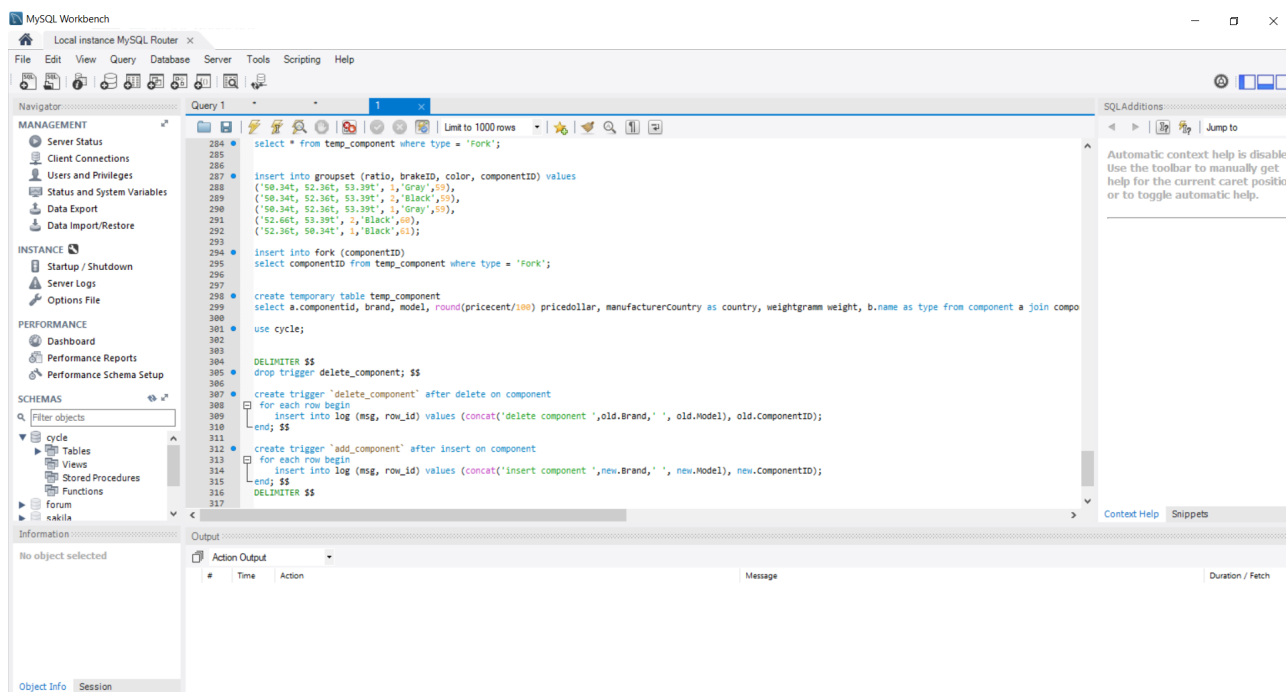 MySQL Workbench
Local instance MySQL Router
File Edit View Query Database Server Tools Scripting Help
Navigator
MANAGEMENT
Server Status
Client Connections
Users and Privileges
Status and System Variables
Data Export
Data Import/Restore
INSTANCE
Startup / Shutdown
Server Logs
Options File
PERFORMANCE
Dashboard
Performance Reports
Performance Schema Setup
SCHEMAS
Filter objects
cycle
Tables
Views
Stored Procedures
Functions
forum
sakila
Information
No object selected
Object Info Session
Query 1 * * 1
Limit to 1000 rows
284 select * from temp_component where type = 'Fork';
285
286
287 insert into groupset (ratio, brakeID, color, componentID) values
288 ('50.34t, 52.36t, 53.39t', 1,'Gray',59),
289 ('50.34t, 52.36t, 53.39t', 2,'Black',59),
290 ('50.34t, 52.36t, 53.39t', 1,'Gray',59),
291 ('52.66t, 53.39t', 2,'Black',60),
292 ('52.36t, 50.34t', 1,'Black',61);
293
294 insert into fork (componentID)
295 select componentID from temp_component where type = 'Fork';
296
297
298 create temporary table temp_component
299 select a.componentid, brand, model, round(pricecent/100) pricedollar, manufacturerCountry as country, weightgramm weight, b.name as type from component a join compo
300
301 use cycle;
302
303
304 DELIMITER $$
305 drop trigger delete_component; $$
306
307 create trigger `delete_component` after delete on component
308 for each row begin
309 insert into log (msg, row_id) values (concat('delete component ',old.Brand,' ', old.Model), old.ComponentID);
310 end; $$
311
312 create trigger `add_component` after insert on component
313 for each row begin
314 insert into log (msg, row_id) values (concat('insert component ',new.Brand,' ', new.Model), new.ComponentID);
315 end; $$
316 DELIMITER $$
317
Output
Action Output
# Time Action Message Duration / Fetch
SQLAdditions
Jump to
Automatic context help is disable
Use the toolbar to manually get
help for the current caret positio
or to toggle automatic help.
Context Help Snippets